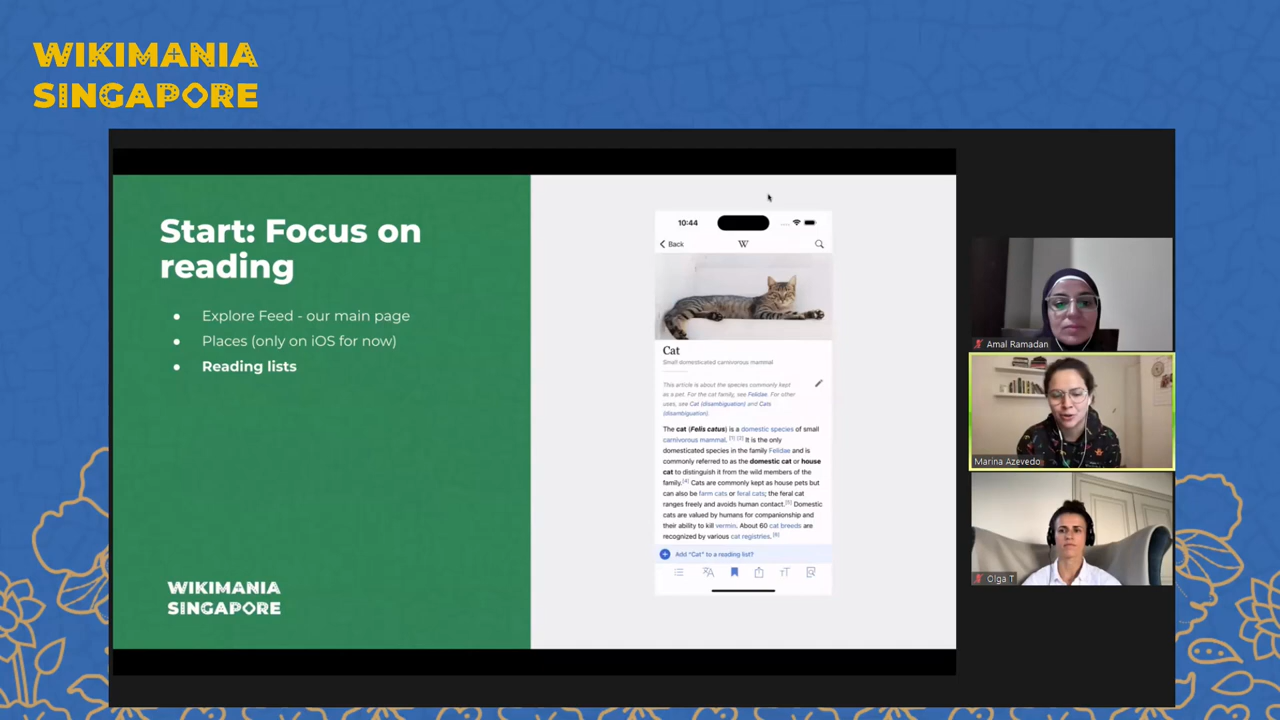 WIKIMANIA
SINGAPORE
Start: Focus on
reading
● Explore Feed - our main page
● Places (only on iOS for now)
● Reading lists
WIKIMANIA
SINGAPORE
10:44
Back
W
Cat
Small domesticated carnivorous mammal
This article is about the species commonly kept
as a pet. For the cat family, see Felidae. For other
uses, see Cat (disambiguation) and Cats
(disambiguation).
The cat (Felis catus) is a domestic species of small
carnivorous mammal. [1] [2] It is the only
domesticated species in the family Felidae and is
commonly referred to as the domestic cat or house
cat to distinguish it from the wild members of the
family.[4] Cats are commonly kept as house pets but
can also be farm cats or feral cats; the feral cat
ranges freely and avoids human contact.[5] Domestic
cats are valued by humans for companionship and
their ability to kill vermin. About 60 cat breeds are
recognized by various cat registries. [6]
Add "Cat" to a reading list?
Amal Ramadan
Marina Azevedo
Olga T